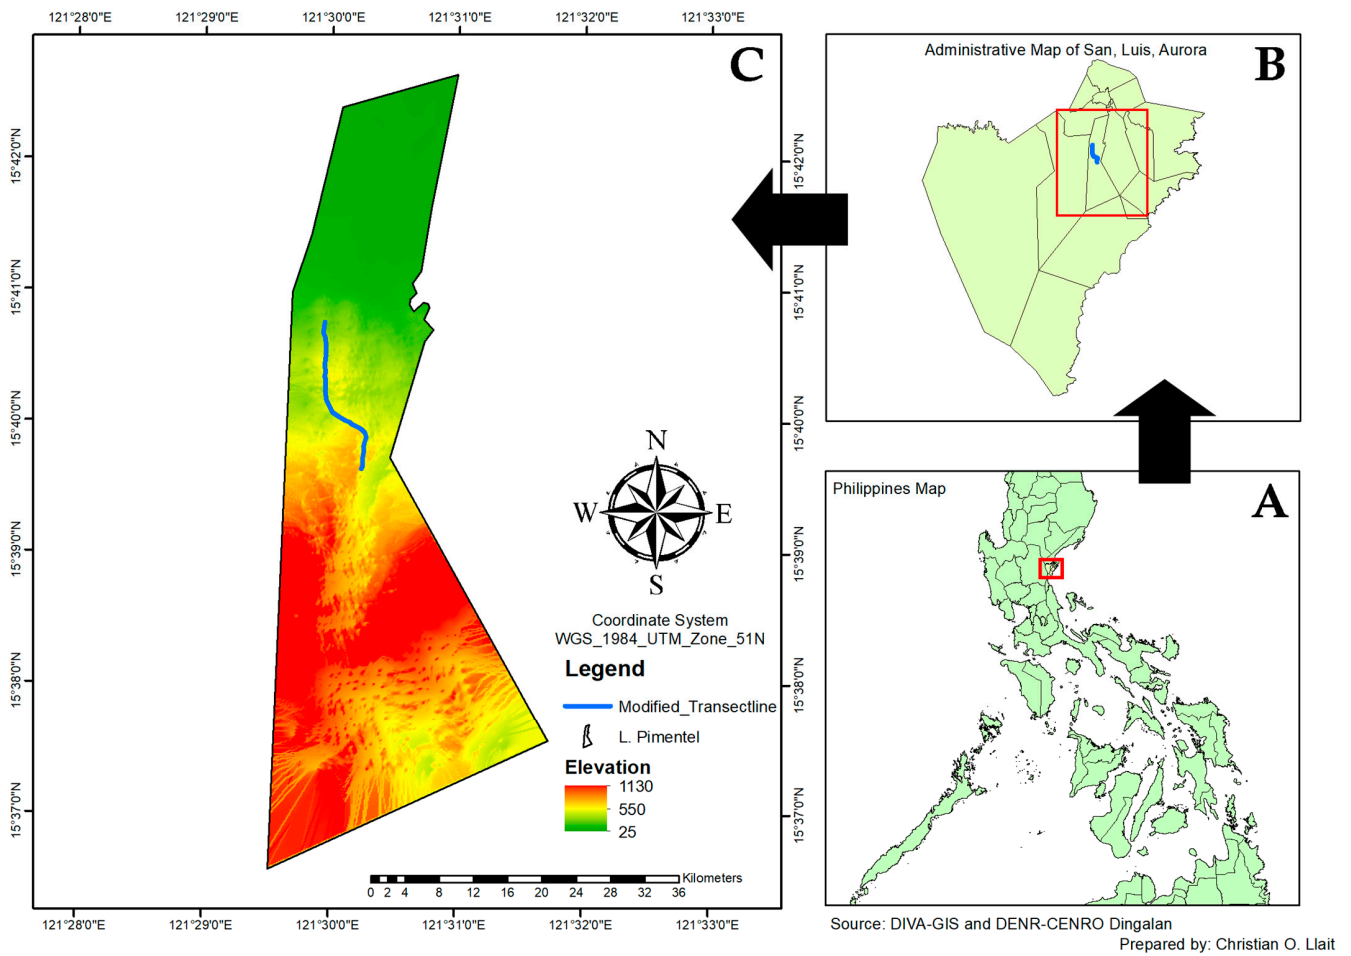 121°28'0"E 121°29'0"E 121°30'0"E 121°31'0"E 121°32'0"E 121°33'0"E
C
15°42'0"N
15°41'0"N
15°40'0"N
15°39'0"N
15°38'0"N
15°37'0"N
N
W E
S
Coordinate System
WGS_1984_UTM_Zone_51N
Legend
Modified_Transectline
L. Pimentel
Elevation
1130
550
25
Kilometers
0 2 4 8 12 16 20 24 28 32 36
121°28'0"E 121°29'0"E 121°30'0"E 121°31'0"E 121°32'0"E 121°33'0"E
15°42'0"N
15°41'0"N
15°40'0"N
15°39'0"N
15°38'0"N
15°37'0"N
Administrative Map of San, Luis, Aurora
B
Philippines Map
A
Source: DIVA-GIS and DENR-CENRO Dingalan
Prepared by: Christian O. Llait